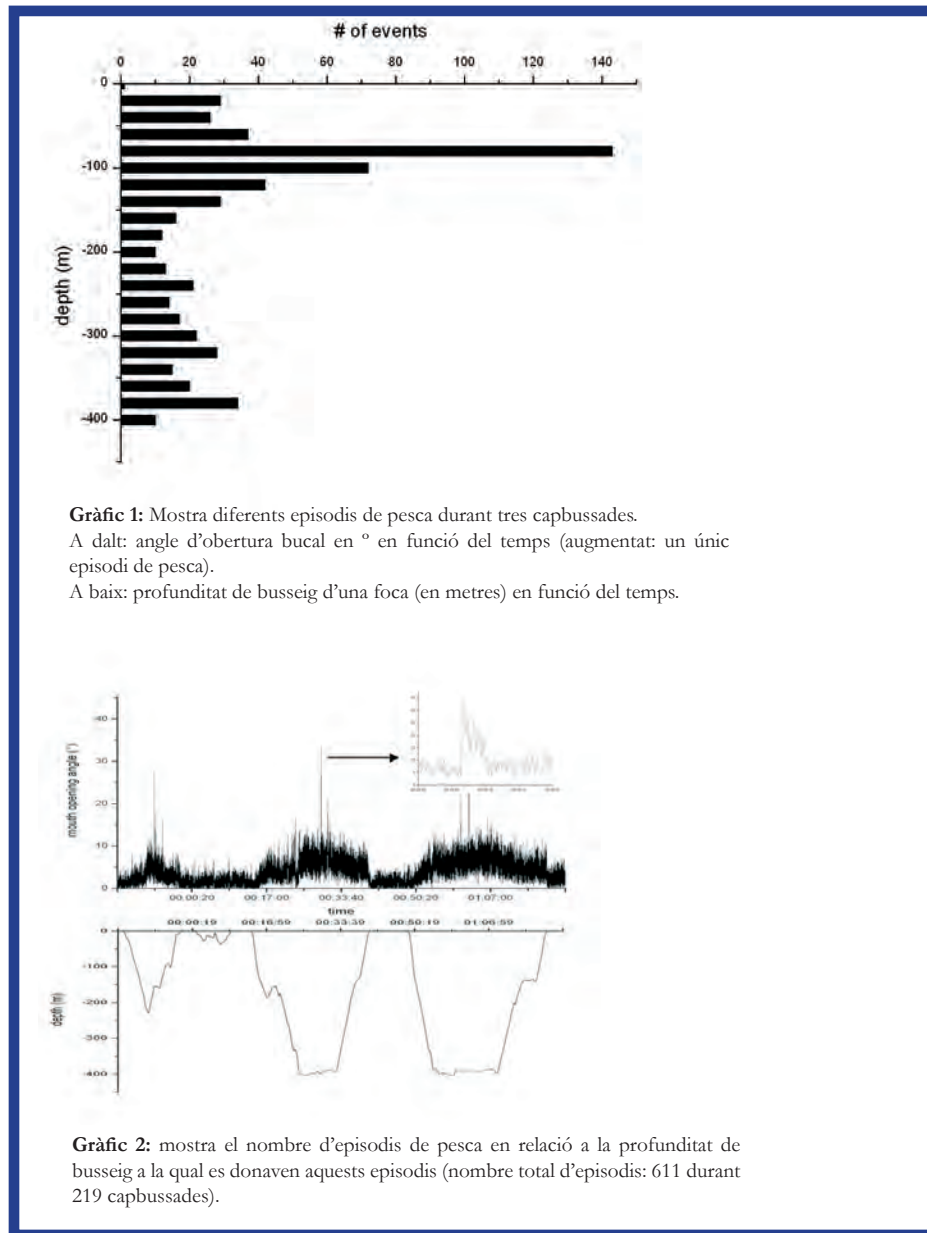 # of events
0 20 40 60 80 100 120 140
0
-100
-200
-300
-400
depth (m)
Gràfic 1: Mostra diferents episodis de pesca durant tres capbussades.
A dalt: angle d'obertura bucal en º en funció del temps (augmentat: un únic
episodi de pesca).
A baix: profunditat de busseig d'una foca (en metres) en funció del temps.
mouth opening angle (°)
40
30
20
10
0
00:00:20 00:17:00 00:33:40 00:50:20 01:07:00
time
00:00:19 00:16:59 00:33:39 00:50:19 01:06:59
0
-100
-200
-300
-400
depth (m)
Gràfic 2: mostra el nombre d'episodis de pesca en relació a la profunditat de
busseig a la qual es donaven aquests episodis (nombre total d'episodis: 611 durant
219 capbussades).